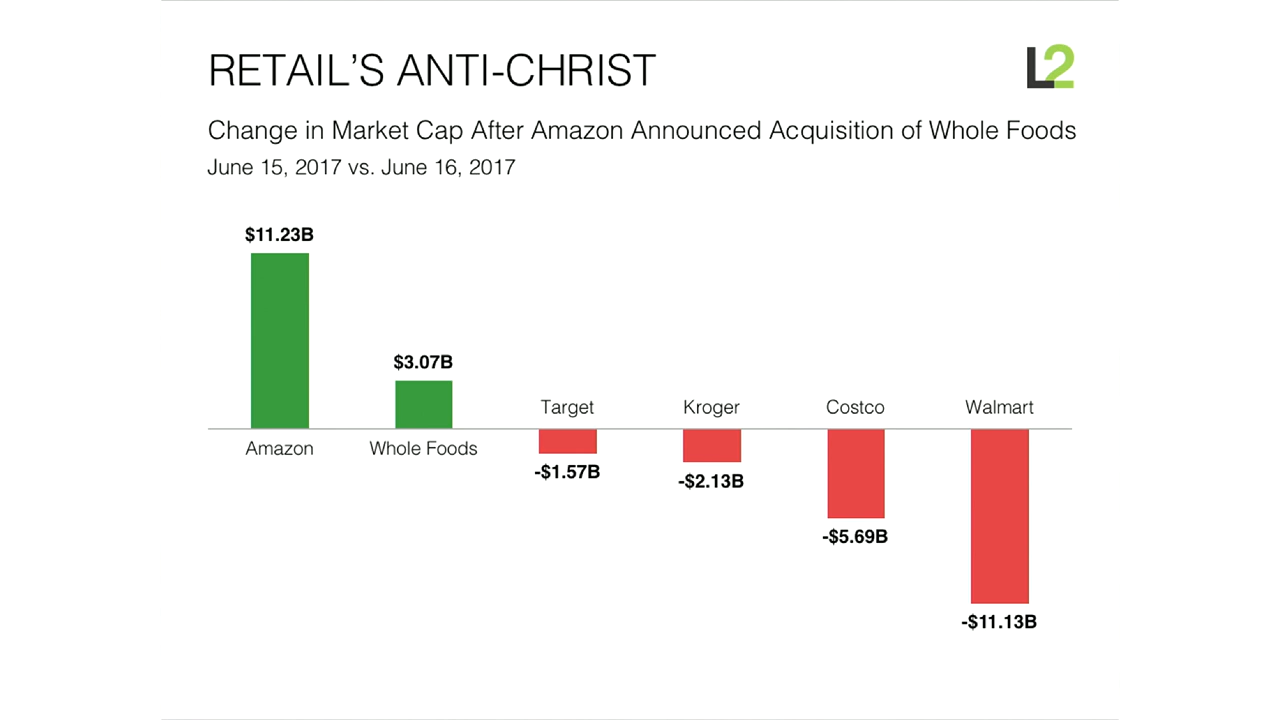 RETAIL’S ANTI-CHRIST
L2
Change in Market Cap After Amazon Announced Acquisition of Whole Foods
June 15, 2017 vs. June 16, 2017
$11.23B
$3.07B
Target Kroger Costco Walmart
Amazon Whole Foods
-$1.57B
-$2.13B
-$5.69B
-$11.13B